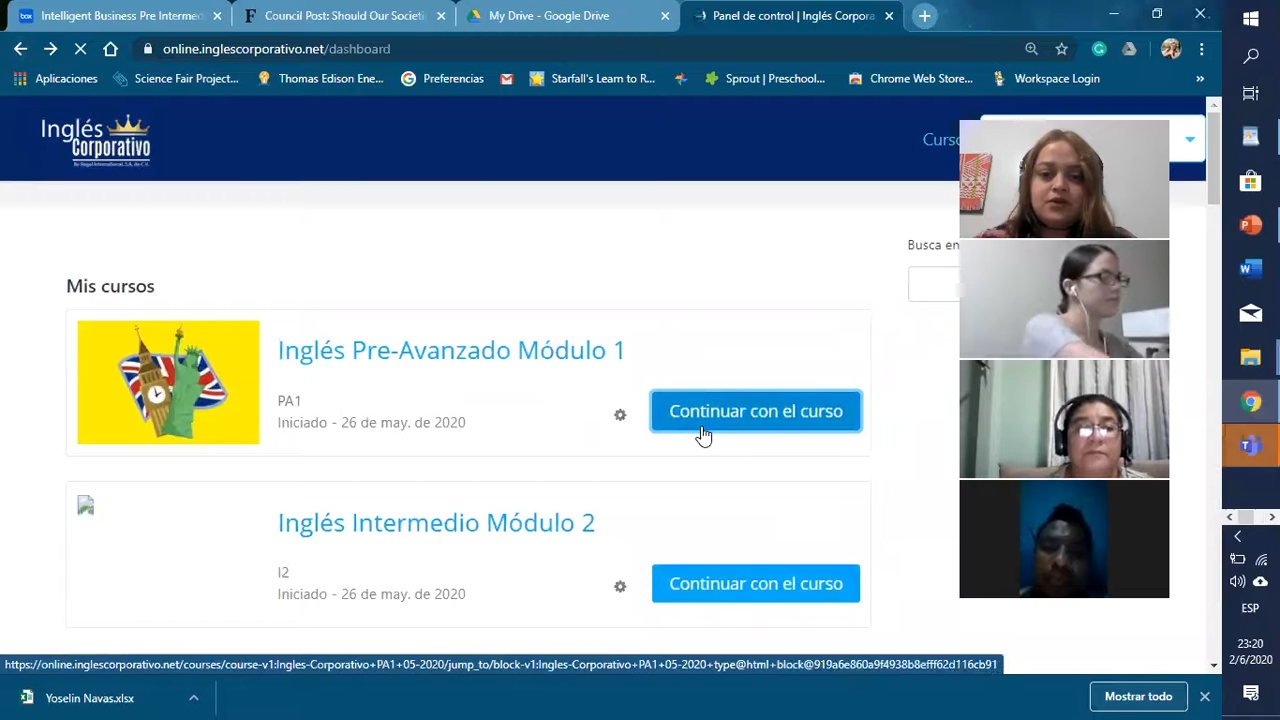 Intelligent Business Pre Interme
Council Post: Should Our Societi
My Drive - Google Drive
Panel de control | Inglés Corpora
online.inglescorporativo.net/dashboard
Aplicaciones
Science Fair Project...
Thomas Edison Ene...
Preferencias
Starfall's Learn to R...
Sprout | Preschool...
Chrome Web Store...
Workspace Login
Inglés
Corporativo
Curso
Busca en
Mis cursos
Inglés Pre-Avanzado Módulo 1
PA1
Iniciado - 26 de may. de 2020
Continuar con el curso
Inglés Intermedio Módulo 2
I2
Iniciado - 26 de may. de 2020
Continuar con el curso
https://online.inglescorporativo.net/courses/course-v1:Ingles-Corporativo+PA1+05-2020/jump_to/block-v1:Ingles-Corporativo+PA1+05-2020+type@html+block@919a6e860a9f4938b8efff62d116cb91
Yoselin Navas.xlsx
Mostrar todo
ESP
23:20
2/6/2020